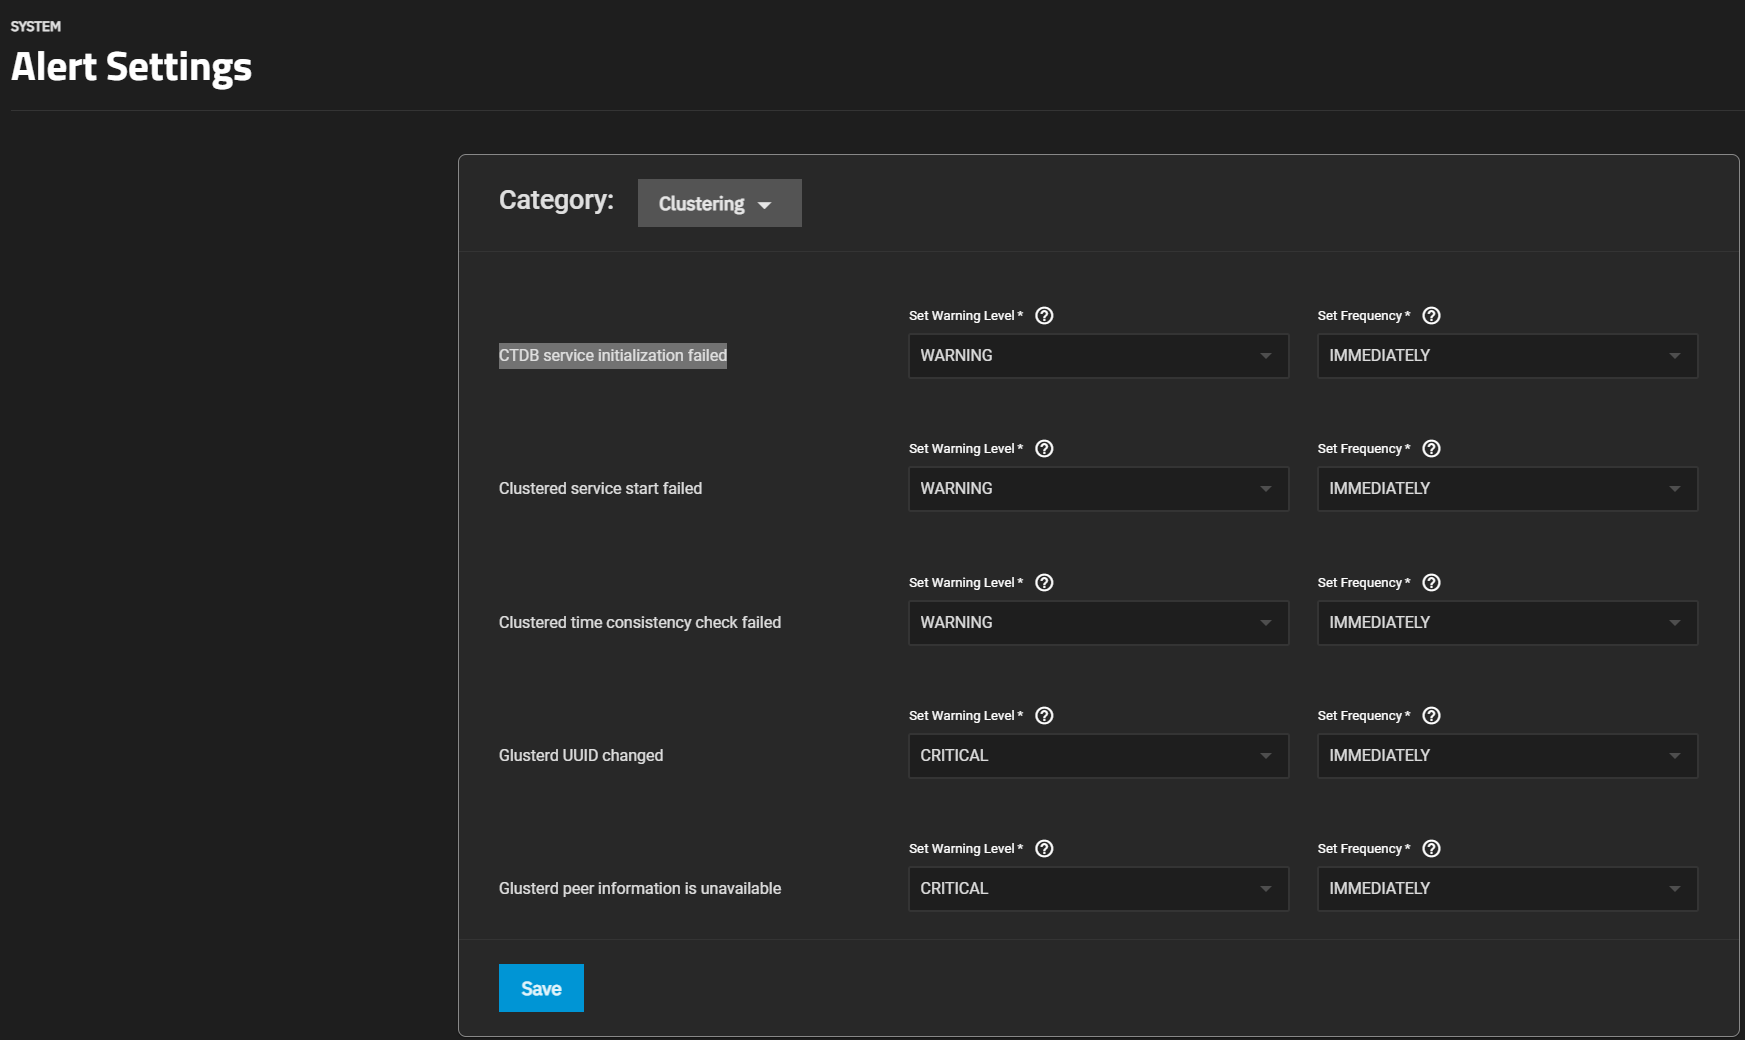 SYSTEM
Alert Settings
Category: Clustering
Set Warning Level * Set Frequency *
CTDB service initialization failed WARNING IMMEDIATELY
Set Warning Level * Set Frequency *
Clustered service start failed WARNING IMMEDIATELY
Set Warning Level * Set Frequency *
Clustered time consistency check failed WARNING IMMEDIATELY
Set Warning Level * Set Frequency *
Glusterd UUID changed CRITICAL IMMEDIATELY
Set Warning Level * Set Frequency *
Glusterd peer information is unavailable CRITICAL IMMEDIATELY
Save